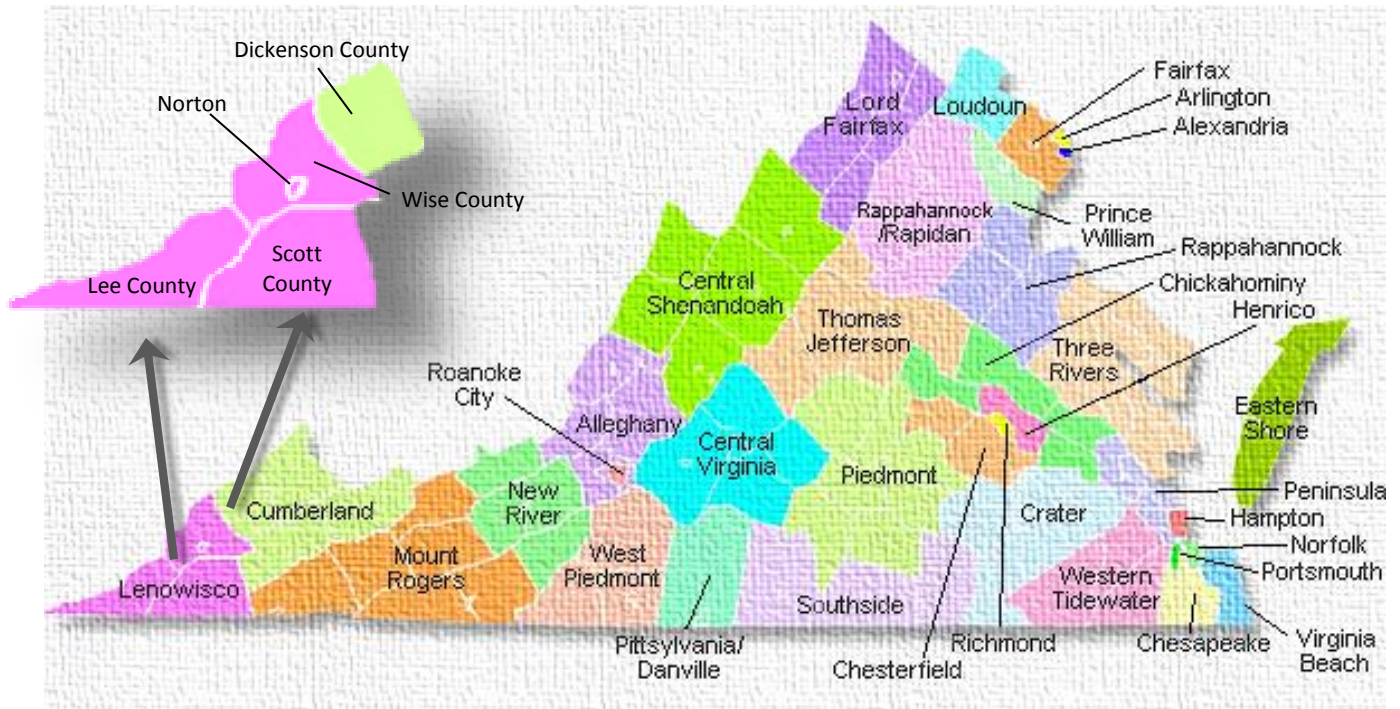 Dickenson County
Norton
Wise County
Scott
County
Lee County
Lord
Fairfax
Loudoun
Fairfax
Arlington
Alexandria
Prince
William
Rappahannock
/Rapidan
Rappahannock
Chickahominy
Henrico
Central
Shenandoah
Thomas
Jefferson
Three
Rivers
Eastern
Shore
Roanoke
City
Alleghany
Central
Virginia
Piedmont
Peninsula
Hampton
Norfolk
Portsmouth
Cumberland
New
River
Crater
Mount
Rogers
West
Piedmont
Western
Tidewater
Lenowisco
Southside
Pittsylvania/
Danville
Chesterfield
Richmond
Chesapeake
Virginia
Beach